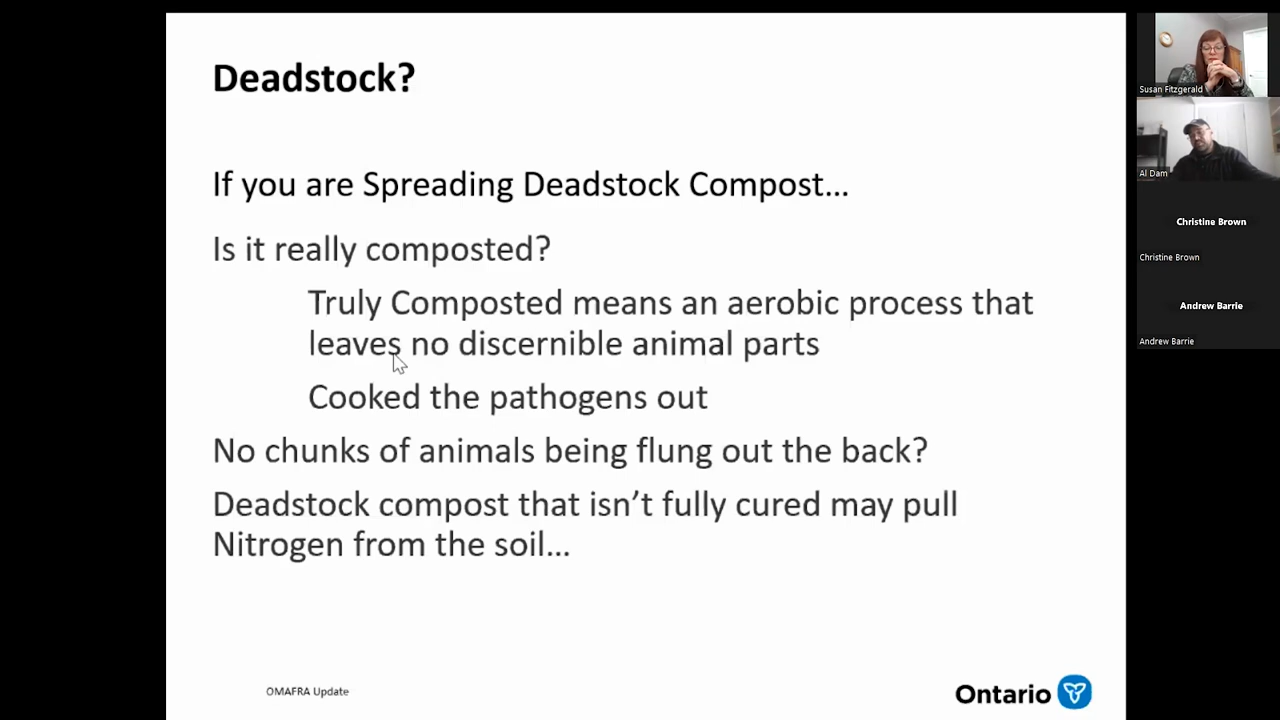 Deadstock?
If you are Spreading Deadstock Compost...
Is it really composted?
Truly Composted means an aerobic process that
leaves no discernible animal parts
Cooked the pathogens out
No chunks of animals being flung out the back?
Deadstock compost that isn't fully cured may pull
Nitrogen from the soil...
OMAFRA Update
Ontario
Susan Fitzgerald
Al Dam
Christine Brown
Christine Brown
Andrew Barrie
Andrew Barrie